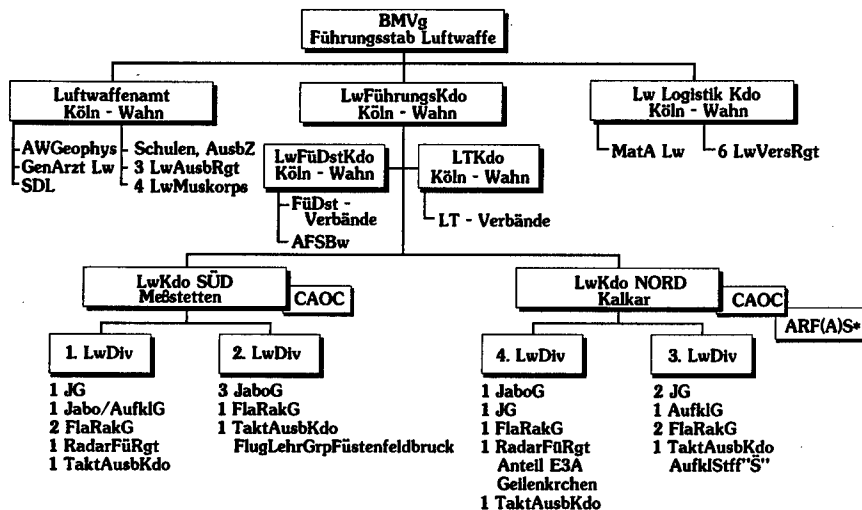 BMVg
Führungsstab Luftwaffe
Luftwaffenamt
Köln - Wahn
AWGeophys
GenArzt Lw
SDL
Schulen, AusbZ
3 LwAusbRgt
4 LwMuskorps
LwFührungsKdo
Köln - Wahn
Lw Logistik Kdo
Köln - Wahn
MatA Lw
6 LwVersRgt
LwFüDstKdo
Köln - Wahn
FüDst -
Verbände
AFSBw
LTKdo
Köln - Wahn
LT - Verbände
LwKdo SÜD
Meßstetten
CAOC
LwKdo NORD
Kalkar
CAOC
ARF(A)S*
1. LwDiv
1 JG
1 Jabo/AufklG
2 FlaRakG
1 RadarFüRgt
1 TaktAusbKdo
2. LwDiv
3 JaboG
1 FlaRakG
1 TaktAusbKdo
FlugLehrGrpFüstenfeldbruck
4. LwDiv
1 JaboG
1 JG
1 FlaRakG
1 RadarFüRgt
Anteil E3A
Geilenkrchen
1 TaktAusbKdo
3. LwDiv
2 JG
1 AufklG
2 FlaRakG
1 TaktAusbKdo
AufklStff"S"